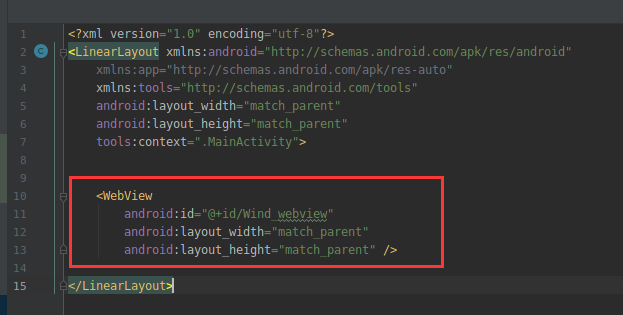 1 <?xml version="1.0" encoding="utf-8"?>
2 <LinearLayout xmlns:android="http://schemas.android.com/apk/res/android"
3 xmlns:app="http://schemas.android.com/apk/res-auto"
4 xmlns:tools="http://schemas.android.com/tools"
5 android:layout_width="match_parent"
6 android:layout_height="match_parent"
7 tools:context=".MainActivity">
8
9
10 <WebView
11 android:id="@+id/Wind_webview"
12 android:layout_width="match_parent"
13 android:layout_height="match_parent" />
14
15 </LinearLayout>